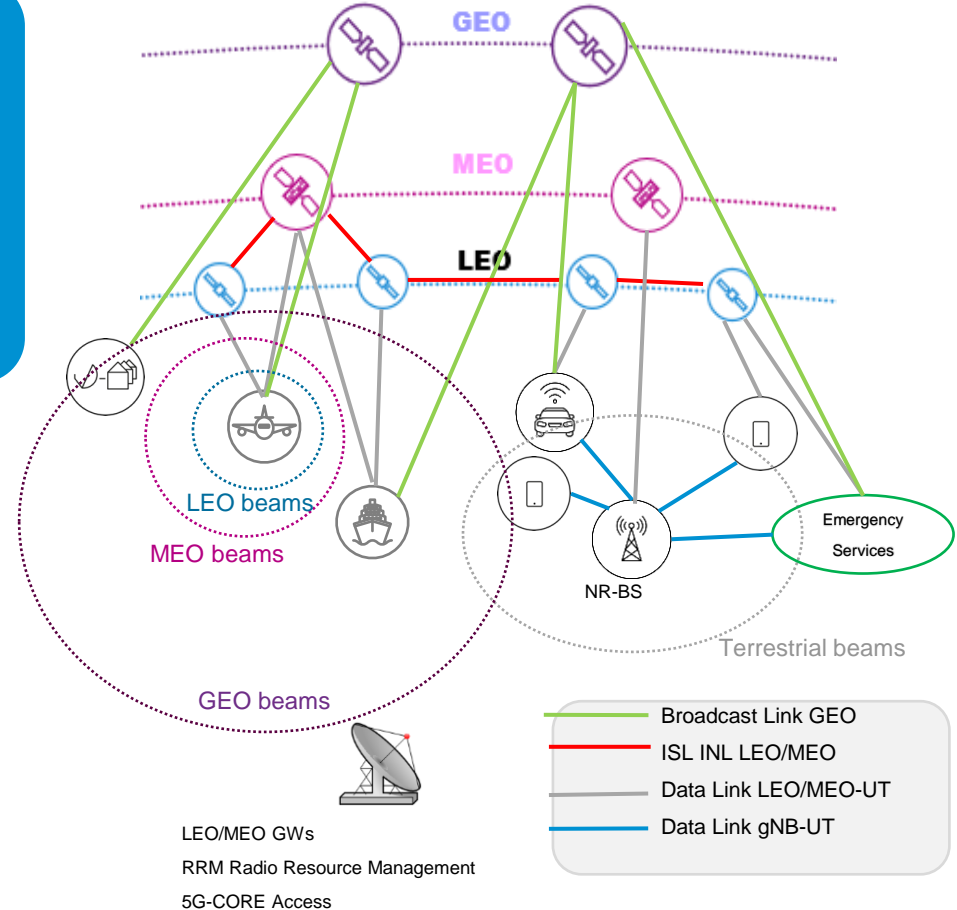 GEO
MEO
LEO
LEO beams
MEO beams
Emergency
Services
NR-BS
Terrestrial beams
GEO beams
Broadcast Link GEO
ISL INL LEO/MEO
Data Link LEO/MEO-UT
Data Link gNB-UT
LEO/MEO GWs
RRM Radio Resource Management
5G-CORE Access